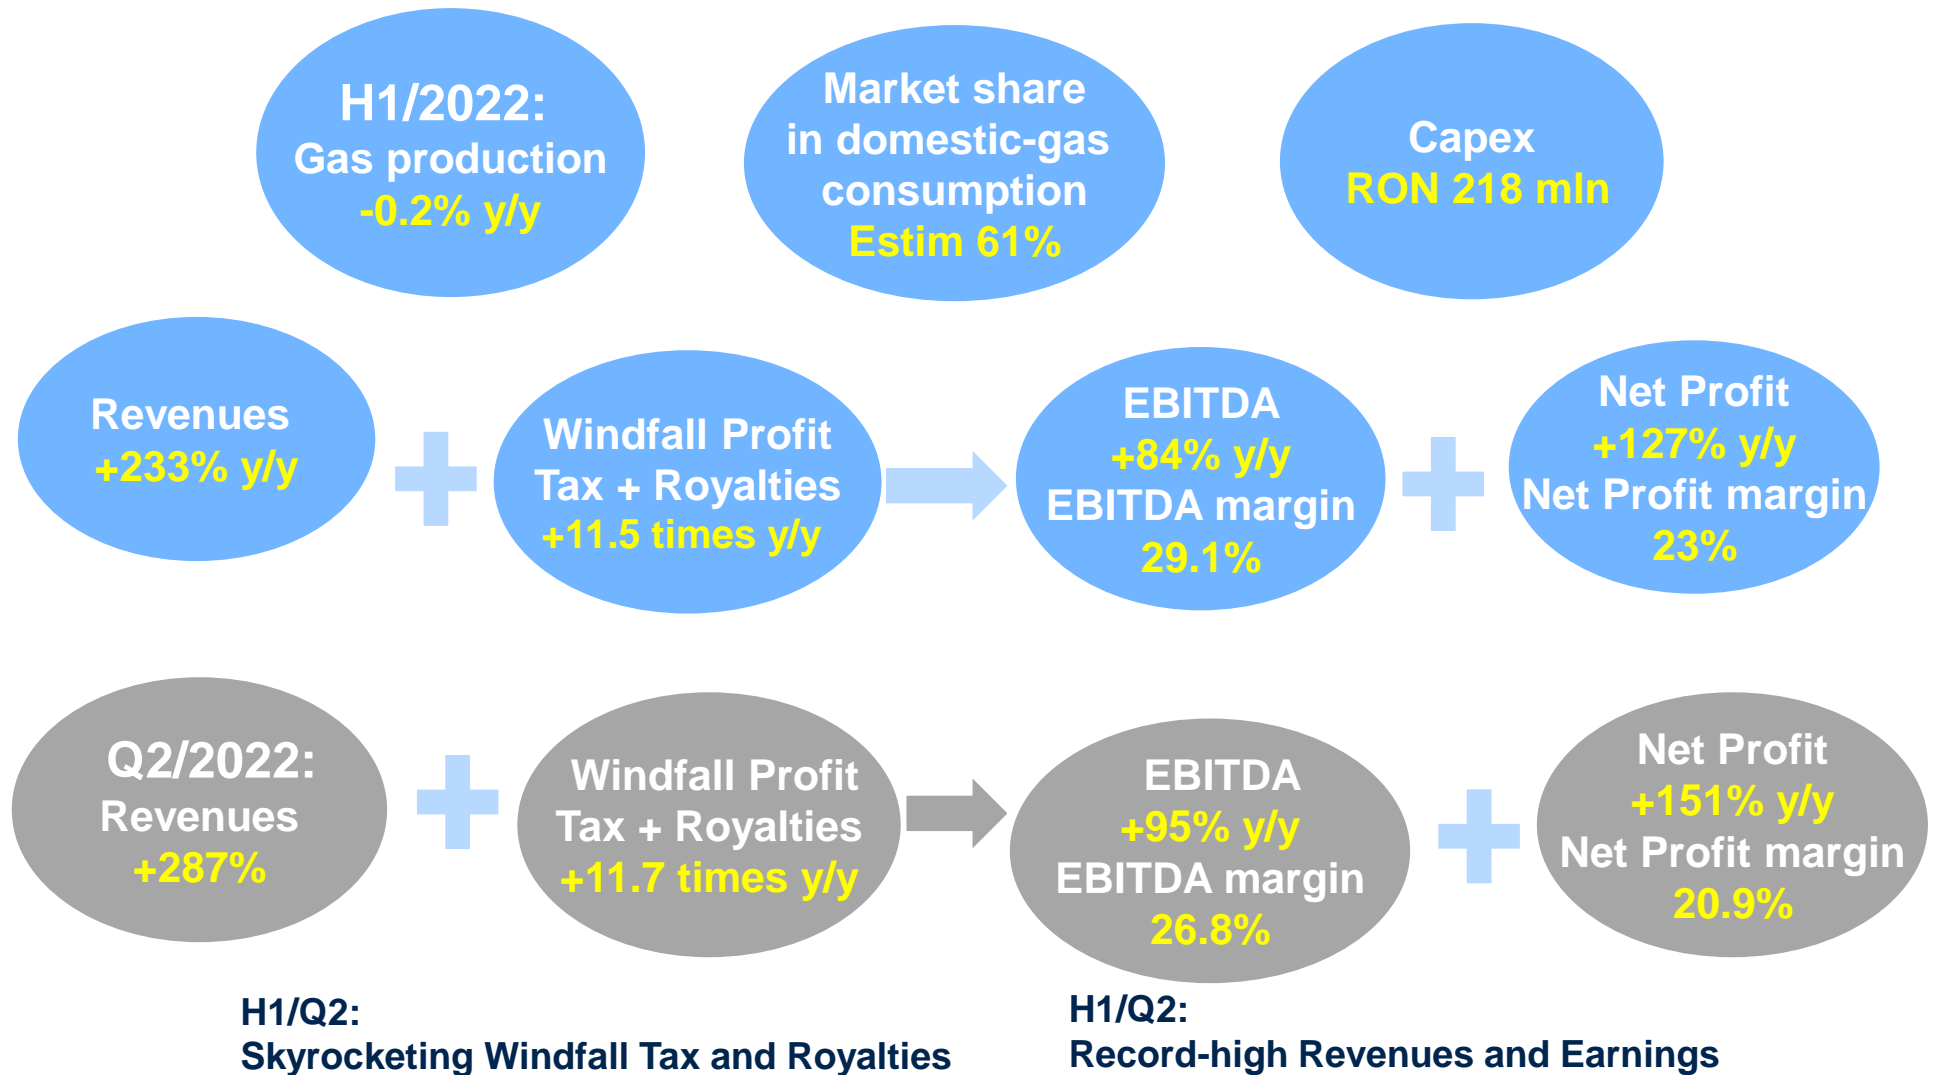 H1/2022:
Gas production
-0.2% y/y
Market share
in domestic-gas
consumption
Estim 61%
Capex
RON 218 mln
Revenues
+233% y/y
Windfall Profit
Tax + Royalties
+11.5 times y/y
EBITDA
+84% y/y
EBITDA margin
29.1%
Net Profit
+127% y/y
Net Profit margin
23%
Q2/2022:
Revenues
+287%
Windfall Profit
Tax + Royalties
+11.7 times y/y
EBITDA
+95% y/y
EBITDA margin
26.8%
Net Profit
+151% y/y
Net Profit margin
20.9%
H1/Q2:
Skyrocketing Windfall Tax and Royalties
H1/Q2:
Record-high Revenues and Earnings